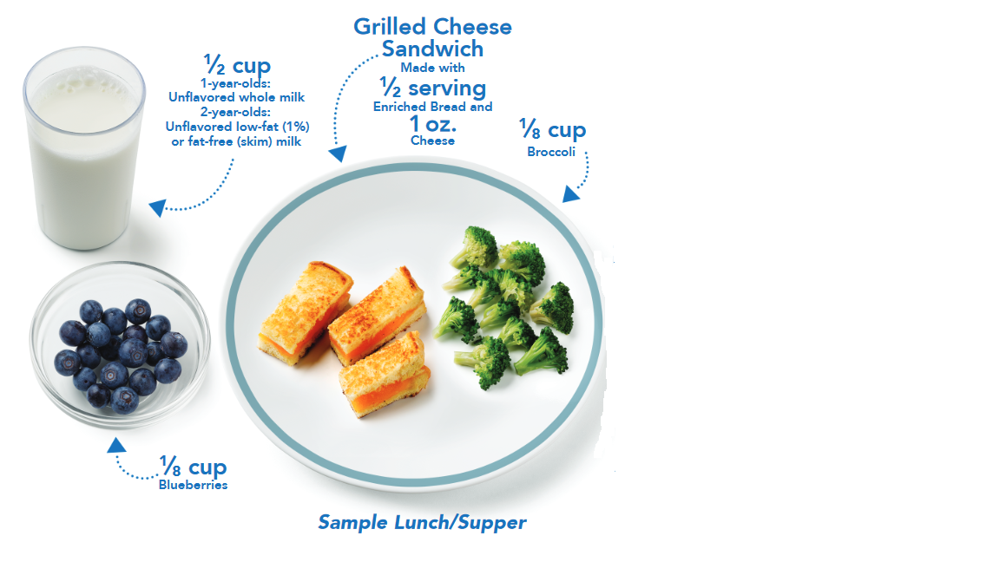 Grilled Cheese
Sandwich
Made with
½ serving
Enriched Bread and
1 oz.
Cheese
½ cup
1-year-olds:
Unflavored whole milk
2-year-olds:
Unflavored low-fat (1%)
or fat-free (skim) milk
⅛ cup
Broccoli
⅛ cup
Blueberries
Sample Lunch/Supper